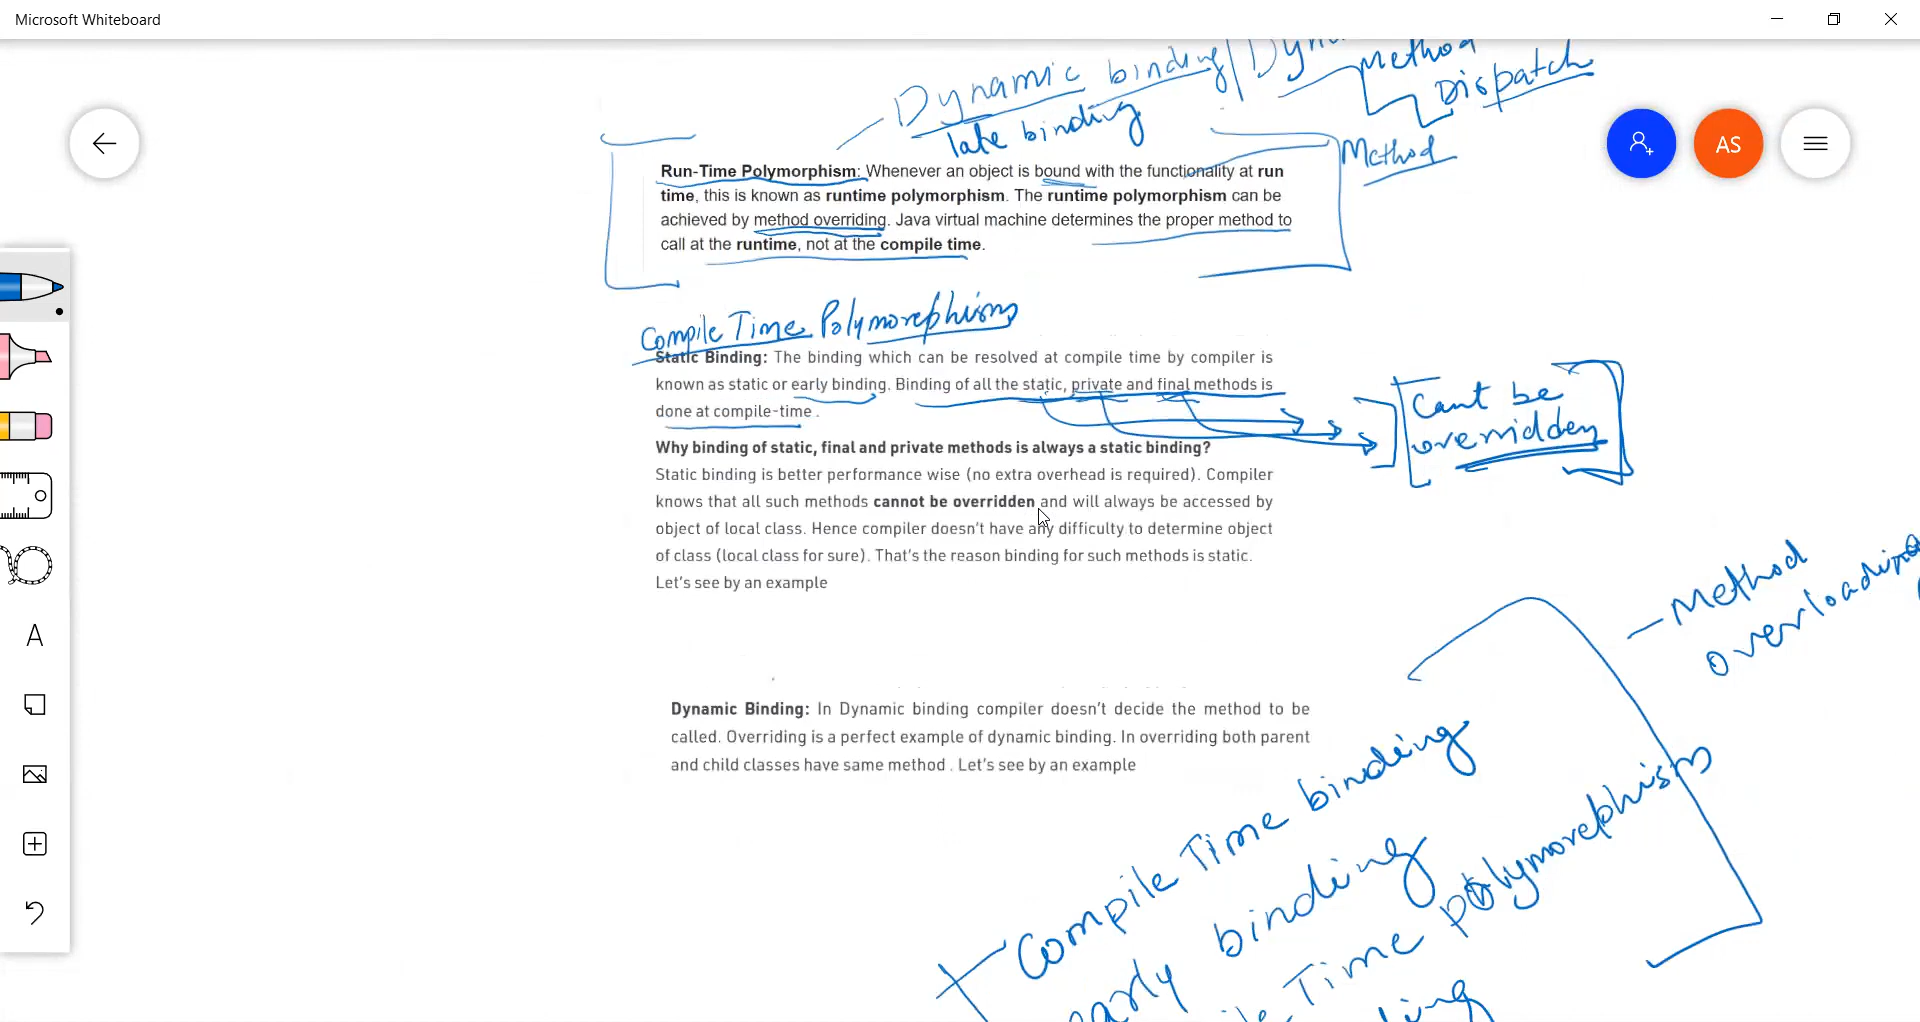 Microsoft Whiteboard
Dynamic binding/
Method
Dispatch
late binding
Method
AS
Run-Time Polymorphism: Whenever an object is bound with the functionality at run
time, this is known as runtime polymorphism. The runtime polymorphism can be
achieved by method overriding. Java virtual machine determines the proper method to
call at the runtime, not at the compile time.
Compile Time Polymorephism
Static Binding: The binding which can be resolved at compile time by compiler is
known as static or early binding. Binding of all the static, private and final methods is
done at compile-time .
Cant be
overridden
Why binding of static, final and private methods is always a static binding?
Static binding is better performance wise (no extra overhead is required). Compiler
knows that all such methods cannot be overridden and will always be accessed by
object of local class. Hence compiler doesn't have any difficulty to determine object
of class (local class for sure). That's the reason binding for such methods is static.
Let's see by an example
A
- Method
overloading
Dynamic Binding: In Dynamic binding compiler doesn't decide the method to be
called. Overriding is a perfect example of dynamic binding. In overriding both parent
and child classes have same method . Let's see by an example
Compile Time binding
early binding
Time polymorephism